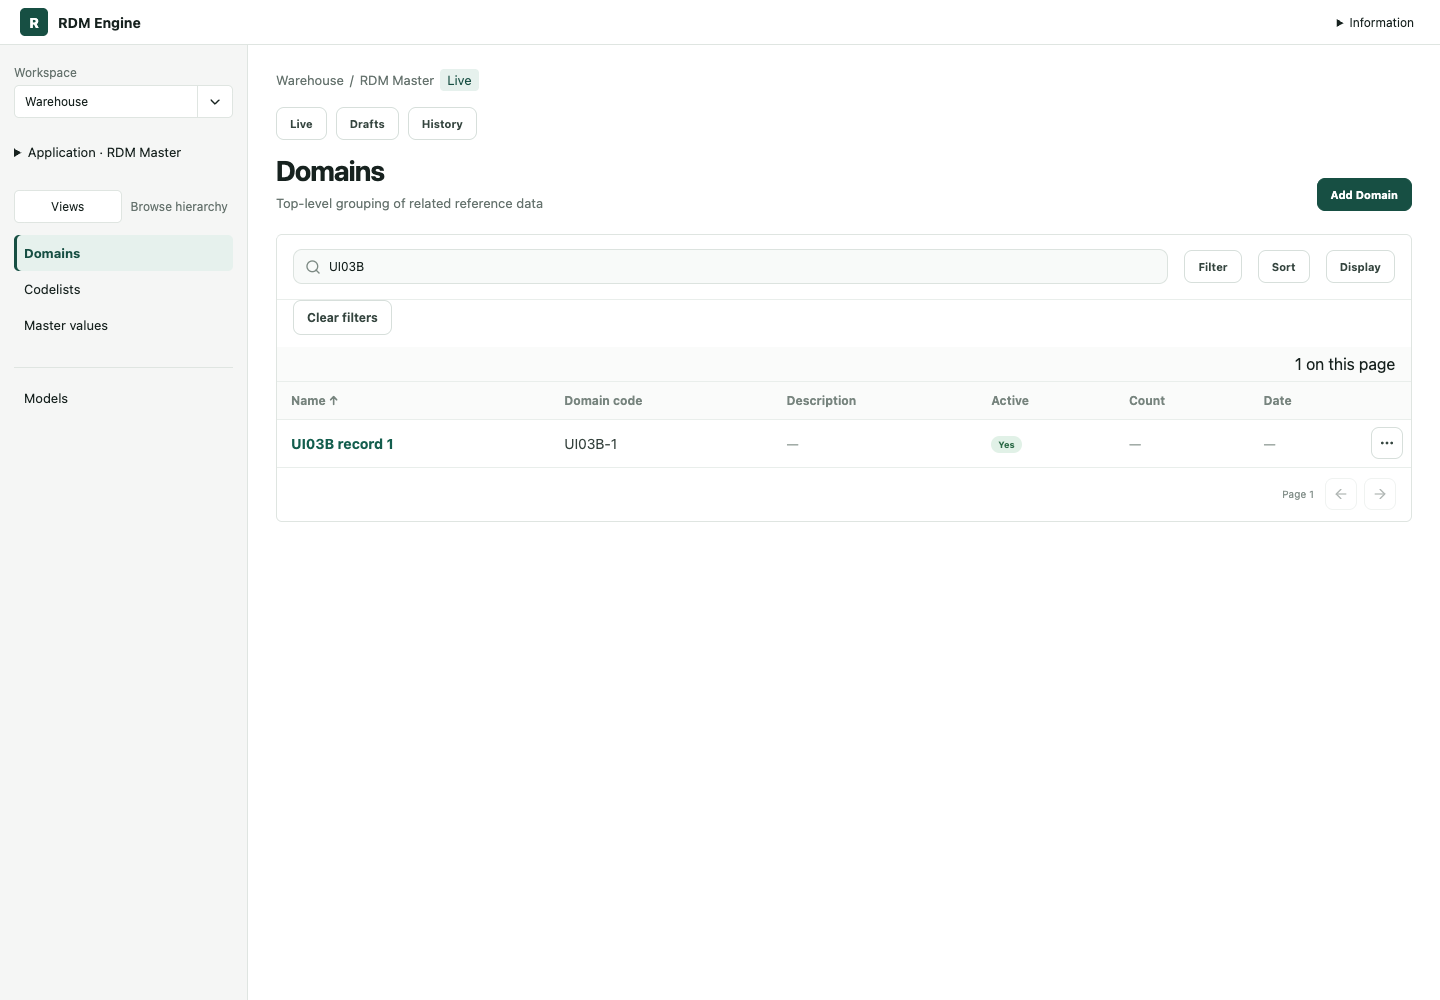 R RDM Engine
▶ Information
Workspace
Warehouse
▶ Application · RDM Master
Views Browse hierarchy
Domains
Codelists
Master values
Models
Warehouse / RDM Master Live
Live Drafts History
Domains
Top-level grouping of related reference data
Add Domain
UI03B
Filter Sort Display
Clear filters
1 on this page
Name ↑ Domain code Description Active Count Date
UI03B record 1 UI03B-1 — Yes — — ···
Page 1 ← →